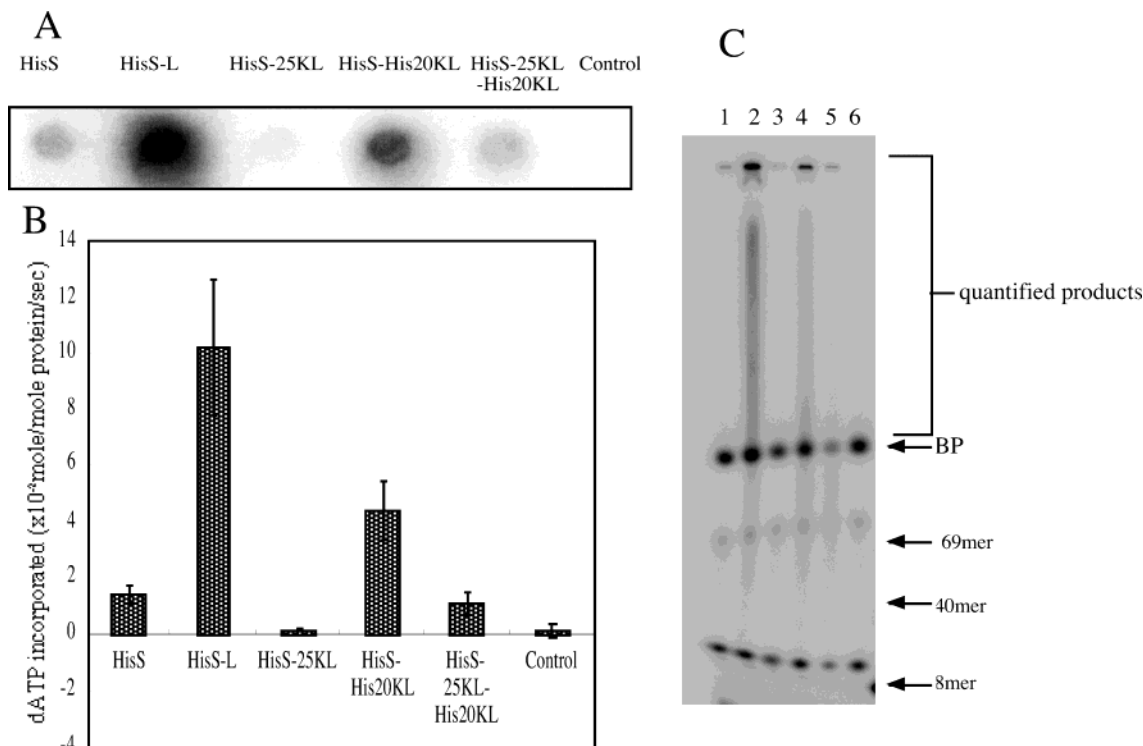 A
HisS HisS-L HisS-25KL HisS-His20KL HisS-25KL Control
-His20KL
B
dATP incorporated (x10⁻²mole/mole protein/sec)
14
12
10
8
6
4
2
0
-2
-4
HisS HisS-L HisS-25KL HisS- HisS- Control
His20KL 25KL-
His20KL
C
1 2 3 4 5 6
quantified products
BP
69mer
40mer
8mer